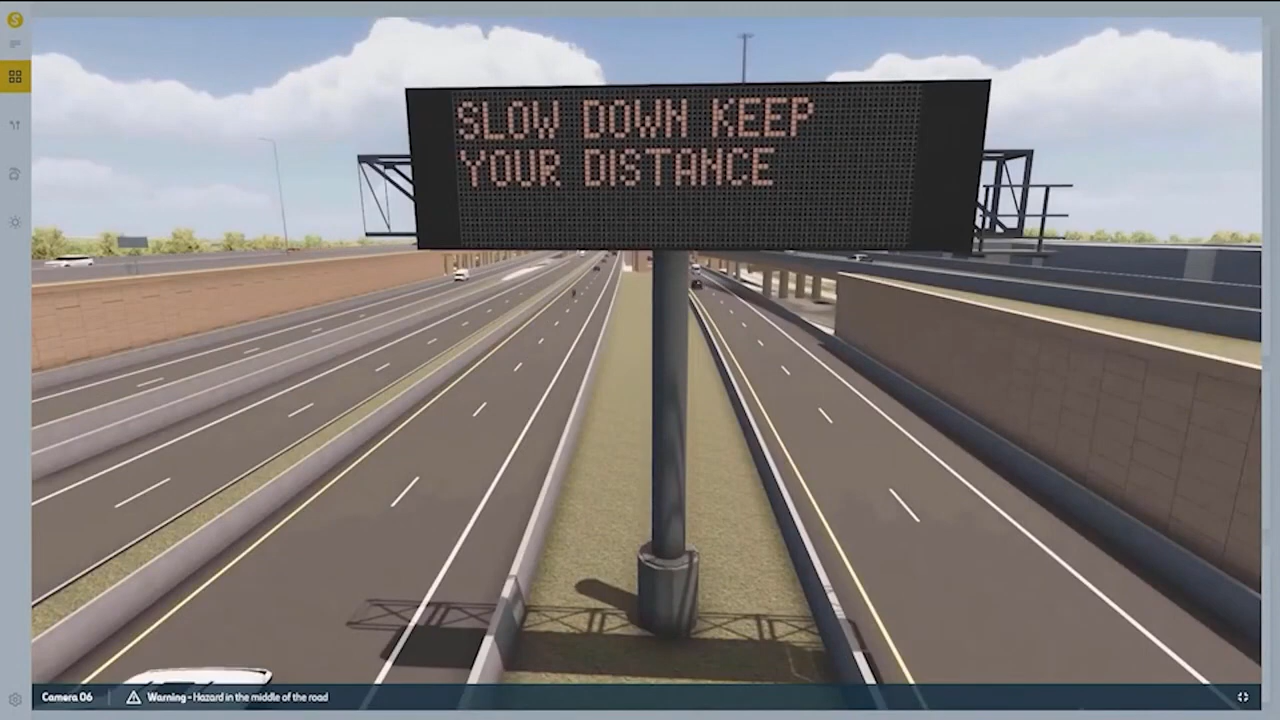 SLOW DOWN KEEP
YOUR DISTANCE
Camera 06
Warning - Hazard in the middle of the road